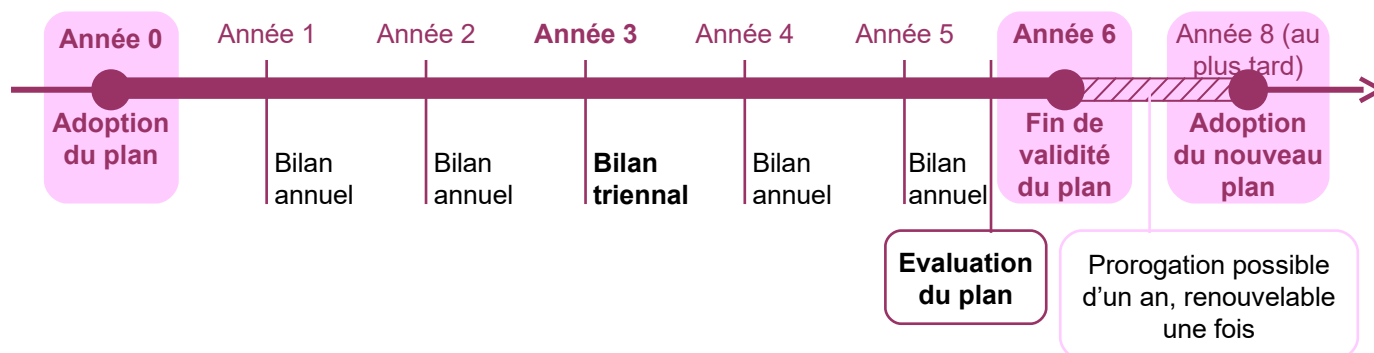 Année 0
Année 1
Année 2
Année 3
Année 4
Année 5
Année 6
Année 8 (au
plus tard)
Adoption
du plan
Bilan
annuel
Bilan
annuel
Bilan
triennal
Bilan
annuel
Bilan
annuel
Fin de
validité
du plan
Adoption
du nouveau
plan
Evaluation
du plan
Prorogation possible
d’un an, renouvelable
une fois